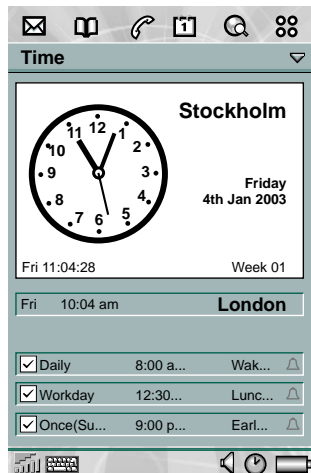 1
Time
Stockholm
12
11 1
10 2
9 3
8 4
7 6 5
Friday
4th Jan 2003
Fri 11:04:28 Week 01
Fri 10:04 am London
Daily 8:00 a... Wak...
Workday 12:30... Lunc...
Once(Su... 9:00 p... Earl...